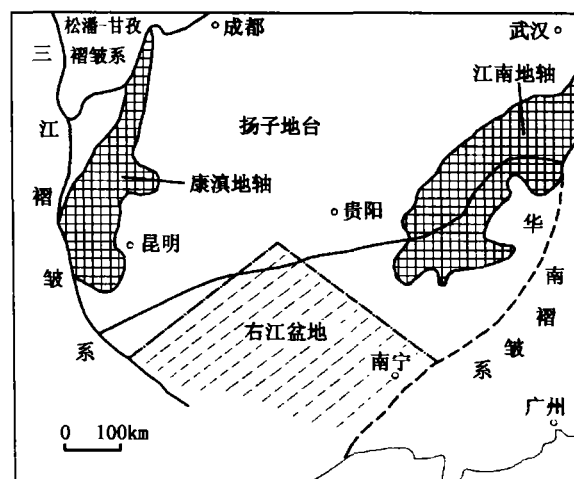 松潘-甘孜
褶皱系
成都
武汉
江南地轴
三江褶皱系
扬子地台
康滇地轴
贵阳
昆明
华南褶皱系
右江盆地
南宁
广州
0 100km